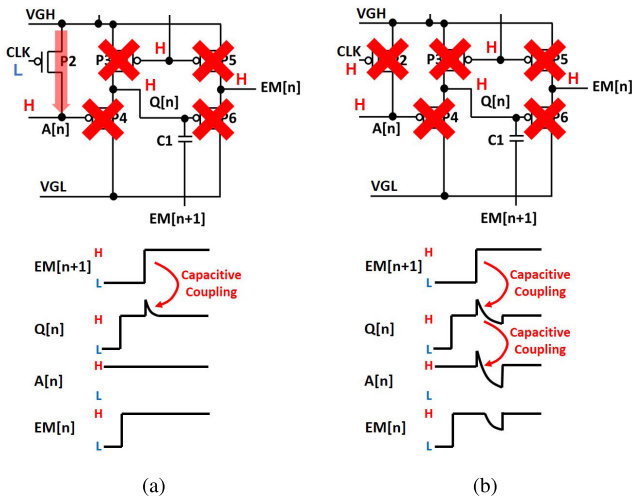 (a)
VGH
CLK
L
P2
P3
H
P5
H
EM[n]
H
Q[n]
A[n]
P4
C1
P6
VGL
EM[n+1]
EM[n+1]
H
L
Capacitive
Coupling
Q[n]
H
L
A[n]
H
L
EM[n]
H
L
(a)
(b)
VGH
CLK
H
P2
P3
H
P5
H
EM[n]
H
Q[n]
A[n]
P4
C1
P6
VGL
EM[n+1]
EM[n+1]
H
L
Capacitive
Coupling
Q[n]
H
L
Capacitive
Coupling
A[n]
H
L
EM[n]
H
L
(b)